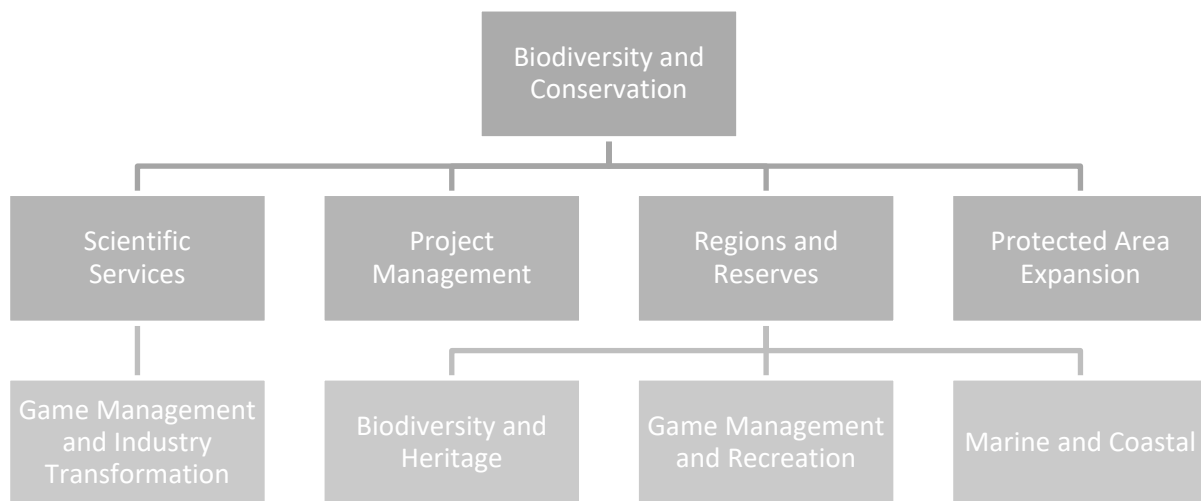 Biodiversity and
Conservation
Scientific
Services
Project
Management
Regions and
Reserves
Protected Area
Expansion
Game Management
and Industry
Transformation
Biodiversity and
Heritage
Game Management
and Recreation
Marine and Coastal